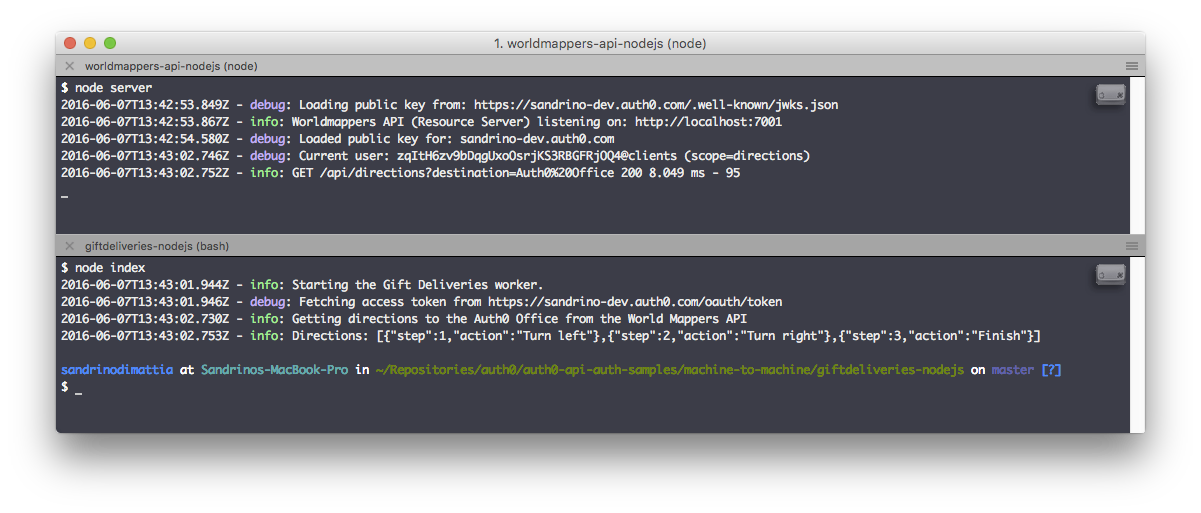 1. worldmappers-api-nodejs (node)
worldmappers-api-nodejs (node)
$ node server
2016-06-07T13:42:53.849Z - debug: Loading public key from: https://sandrino-dev.auth0.com/.well-known/jwks.json
2016-06-07T13:42:53.867Z - info: Worldmappers API (Resource Server) listening on: http://localhost:7001
2016-06-07T13:42:54.580Z - debug: Loaded public key for: sandrino-dev.auth0.com
2016-06-07T13:43:02.746Z - debug: Current user: zqItH6zv9bDqgUxoOsrjKS3RBGFRjOQ4@clients (scope=directions)
2016-06-07T13:43:02.752Z - info: GET /api/directions?destination=Auth0%20Office 200 8.049 ms - 95
_
giftdeliveries-nodejs (bash)
$ node index
2016-06-07T13:43:01.944Z - info: Starting the Gift Deliveries worker.
2016-06-07T13:43:01.946Z - debug: Fetching access token from https://sandrino-dev.auth0.com/oauth/token
2016-06-07T13:43:02.730Z - info: Getting directions to the Auth0 Office from the World Mappers API
2016-06-07T13:43:02.753Z - info: Directions: [{"step":1,"action":"Turn left"},{"step":2,"action":"Turn right"},{"step":3,"action":"Finish"}]
sandrinodimattia at Sandrinos-MacBook-Pro in ~/Repositories/auth0/auth0-api-auth-samples/machine-to-machine/giftdeliveries-nodejs on master [?]
$ _